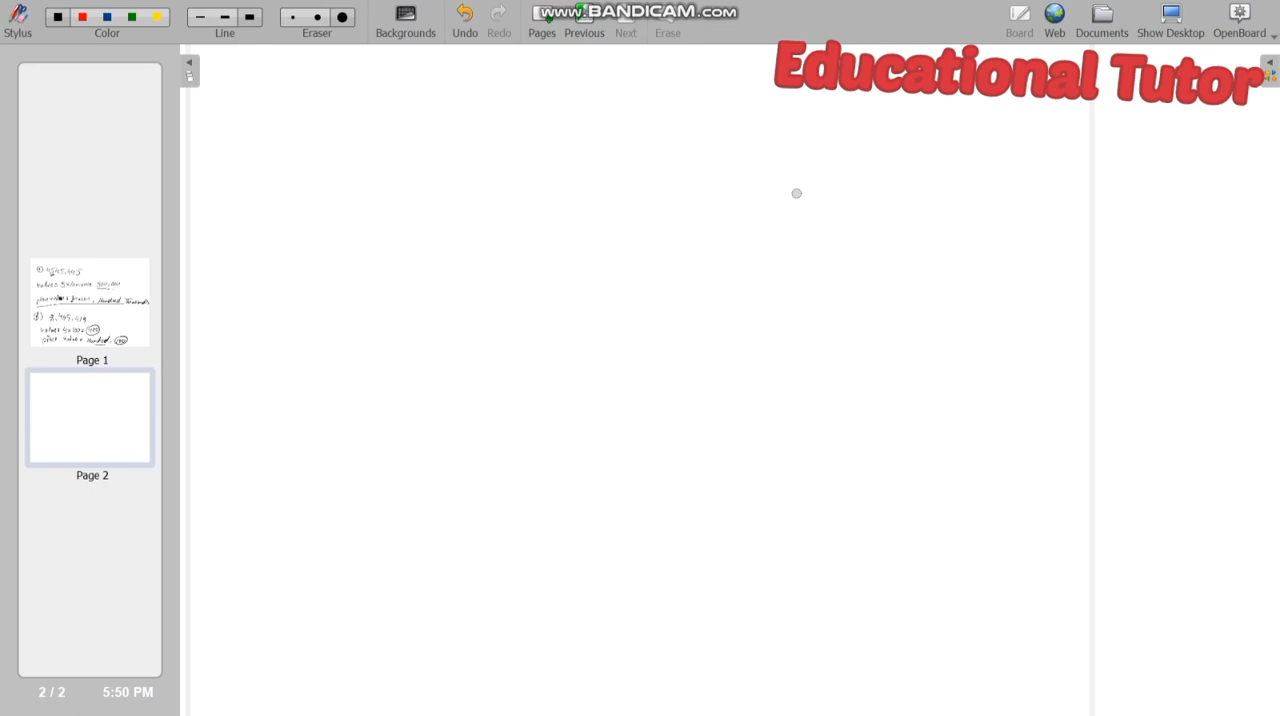 www.BANDICAM.com
Stylus
Color
Line
Eraser
Backgrounds
Undo
Redo
Pages
Previous
Next
Erase
Board
Web
Documents
Show Desktop
OpenBoard
Educational Tutor
Page 1
Page 2
2 / 2
5:50 PM